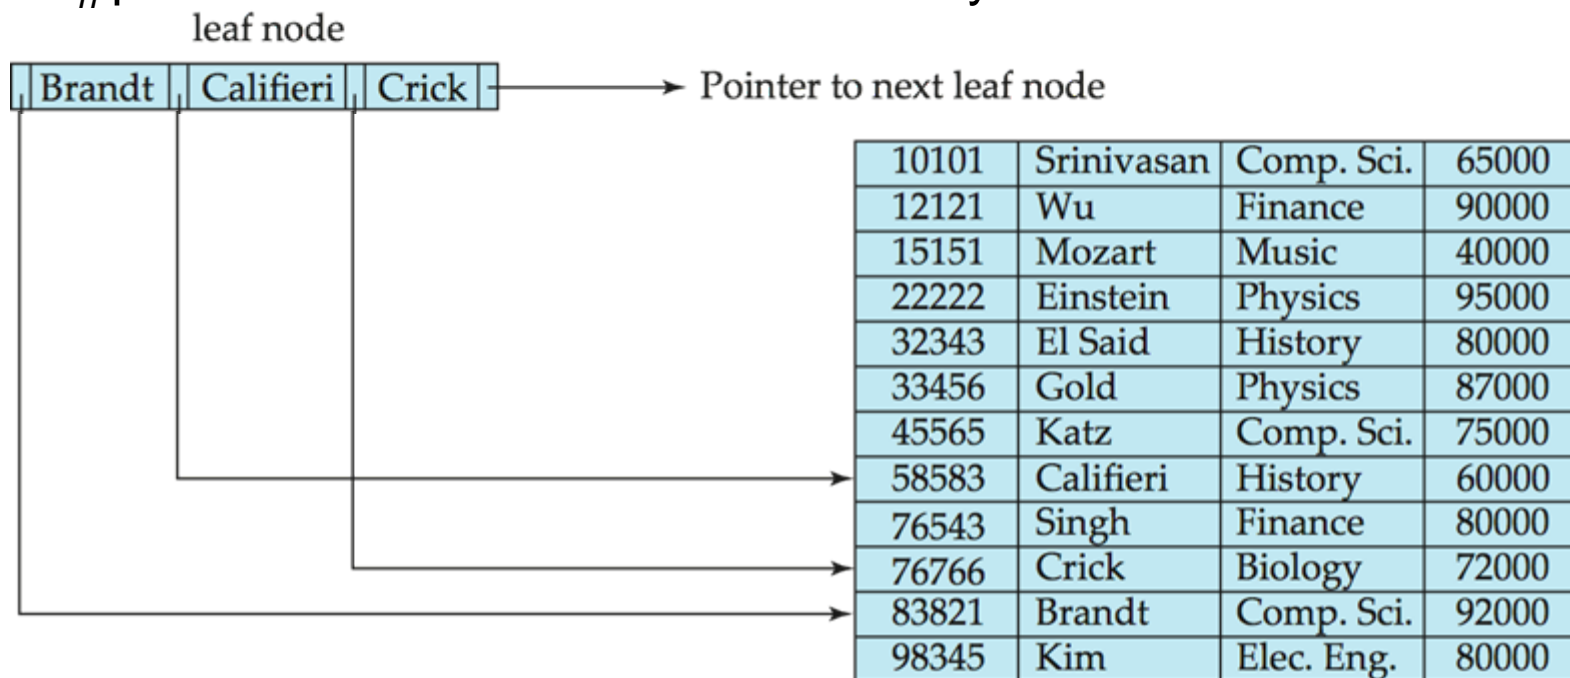 leaf node
Brandt Califieri Crick Pointer to next leaf node
10101 Srinivasan Comp. Sci. 65000
12121 Wu Finance 90000
15151 Mozart Music 40000
22222 Einstein Physics 95000
32343 El Said History 80000
33456 Gold Physics 87000
45565 Katz Comp. Sci. 75000
58583 Califieri History 60000
76543 Singh Finance 80000
76766 Crick Biology 72000
83821 Brandt Comp. Sci. 92000
98345 Kim Elec. Eng. 80000